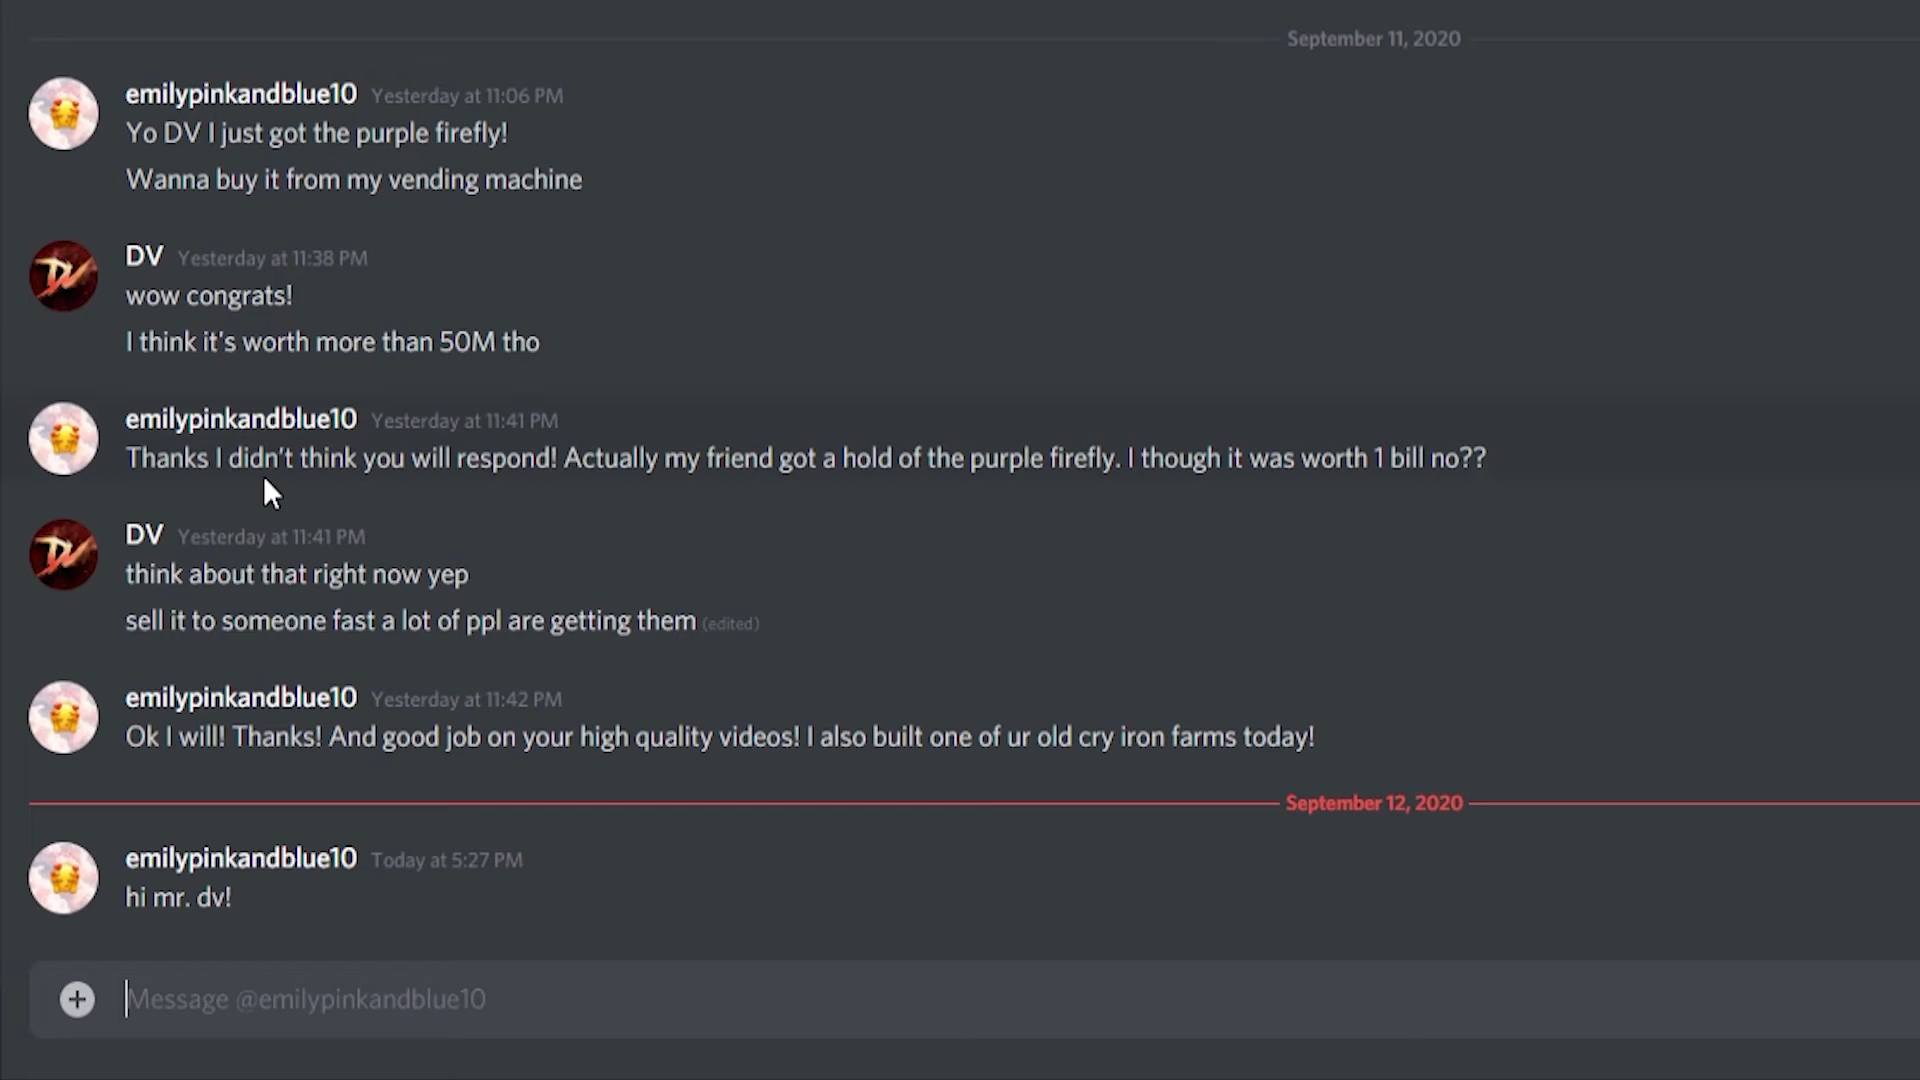 September 11, 2020
emilypinkandblue10 Yesterday at 11:06 PM
Yo DV I just got the purple firefly!
Wanna buy it from my vending machine
DV Yesterday at 11:38 PM
wow congrats!
I think it's worth more than 50M tho
emilypinkandblue10 Yesterday at 11:41 PM
Thanks I didn't think you will respond! Actually my friend got a hold of the purple firefly. I though it was worth 1 bill no??
DV Yesterday at 11:41 PM
think about that right now yep
sell it to someone fast a lot of ppl are getting them (edited)
emilypinkandblue10 Yesterday at 11:42 PM
Ok I will! Thanks! And good job on your high quality videos! I also built one of ur old cry iron farms today!
September 12, 2020
emilypinkandblue10 Today at 5:27 PM
hi mr. dv!
Message @emilypinkandblue10